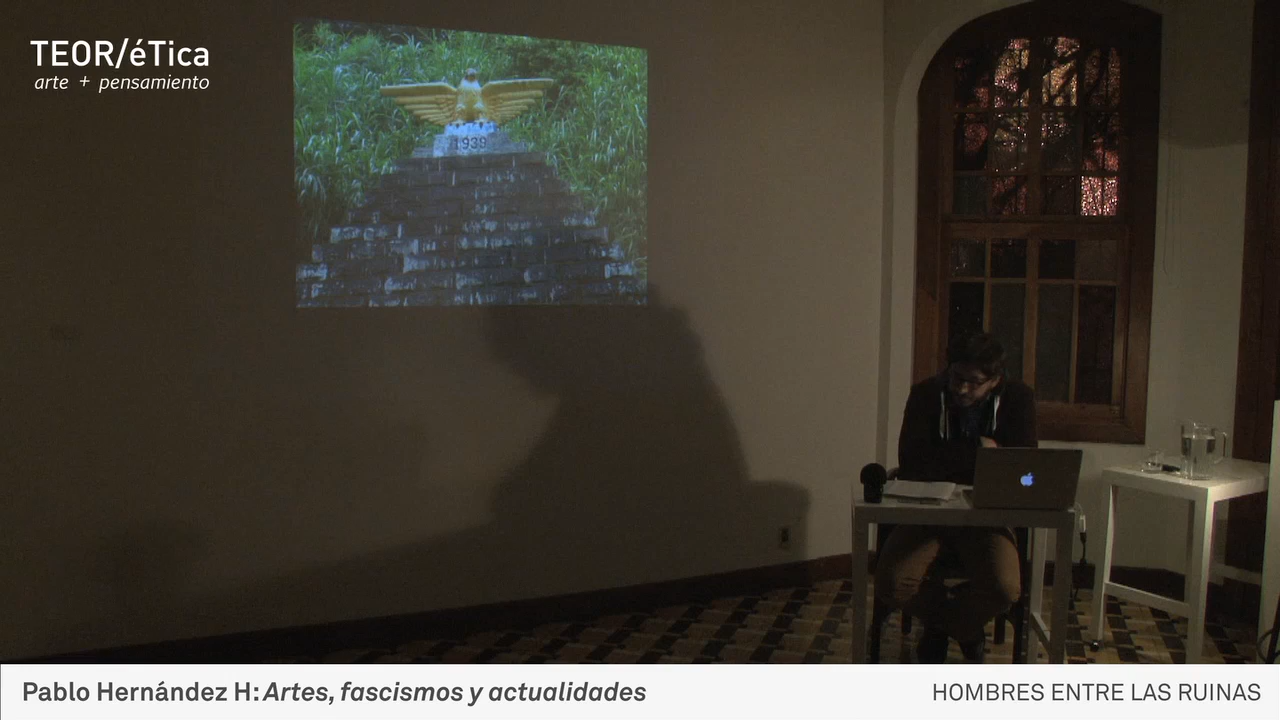 TEOR/éTica
arte + pensamiento
1939
Pablo Hernández H: Artes, fascismos y actualidades
HOMBRES ENTRE LAS RUINAS